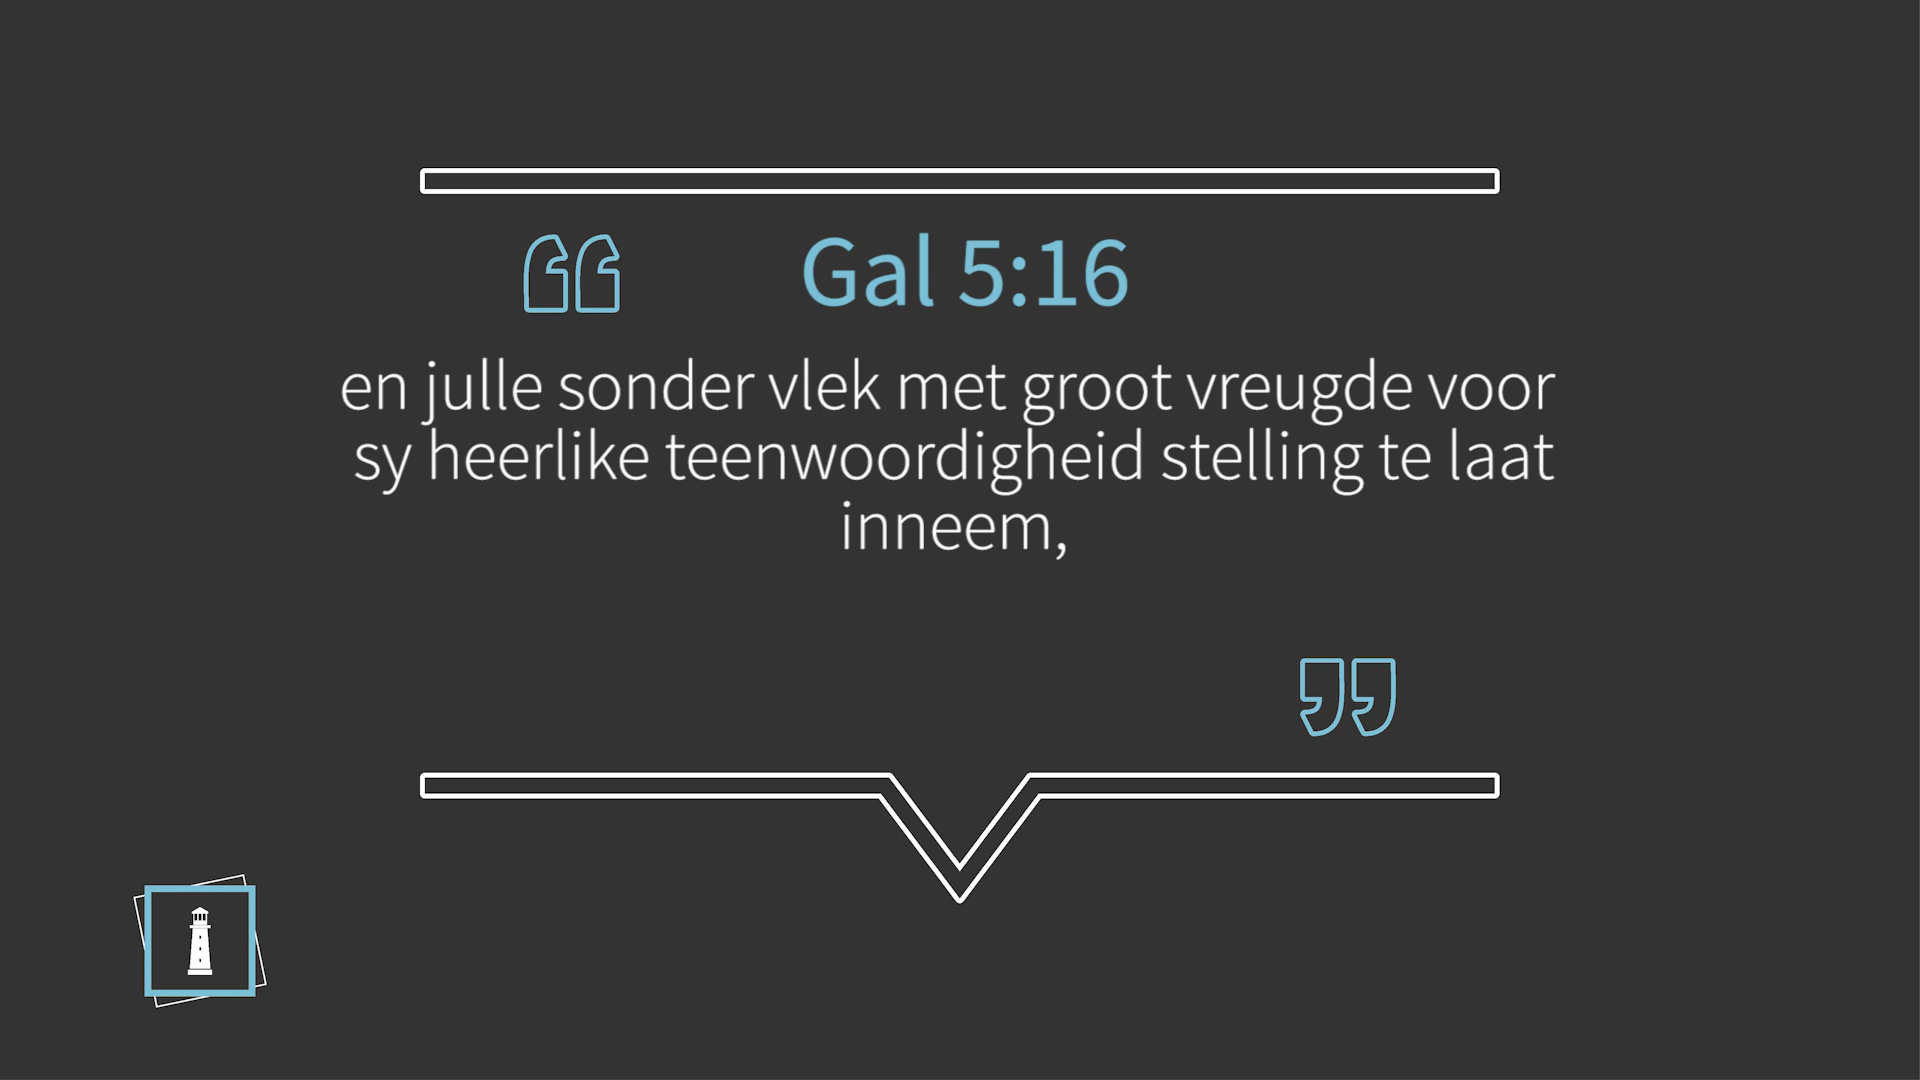 Gal 5:16
en julle sonder vlek met groot vreugde voor
sy heerlike teenwoordigheid stelling te laat
inneem,